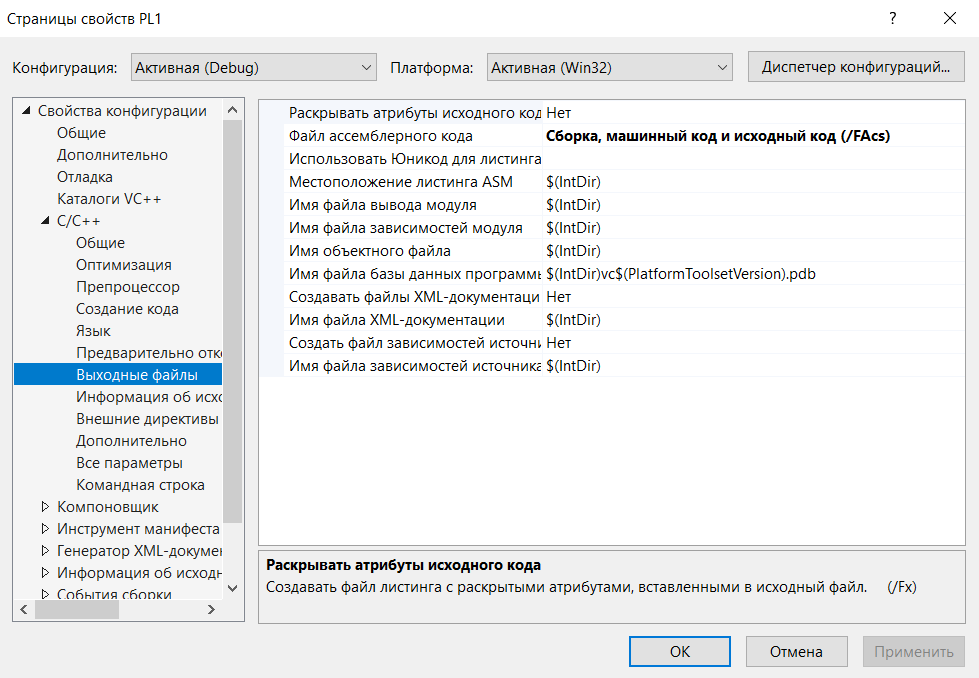 Страницы свойств PL1
?
Конфигурация: Активная (Debug) Платформа: Активная (Win32) Диспетчер конфигураций...
Свойства конфигурации
Общие
Дополнительно
Отладка
Каталоги VC++
C/C++
Общие
Оптимизация
Препроцессор
Создание кода
Язык
Предварительно отко
Выходные файлы
Информация об исхо
Внешние директивы
Дополнительно
Все параметры
Командная строка
Компоновщик
Инструмент манифеста
Генератор XML-докумен
Информация об исходн
События сборки
Раскрывать атрибуты исходного код Нет
Файл ассемблерного кода Сборка, машинный код и исходный код (/FAcs)
Использовать Юникод для листинга
Местоположение листинга ASM $(IntDir)
Имя файла вывода модуля $(IntDir)
Имя файла зависимостей модуля $(IntDir)
Имя объектного файла $(IntDir)
Имя файла базы данных программы $(IntDir)vc$(PlatformToolsetVersion).pdb
Создавать файлы XML-документаци Нет
Имя файла XML-документации $(IntDir)
Создать файл зависимостей источни Нет
Имя файла зависимостей источника $(IntDir)
Раскрывать атрибуты исходного кода
Создавать файл листинга с раскрытыми атрибутами, вставленными в исходный файл. (/Fx)
ОК Отмена Применить